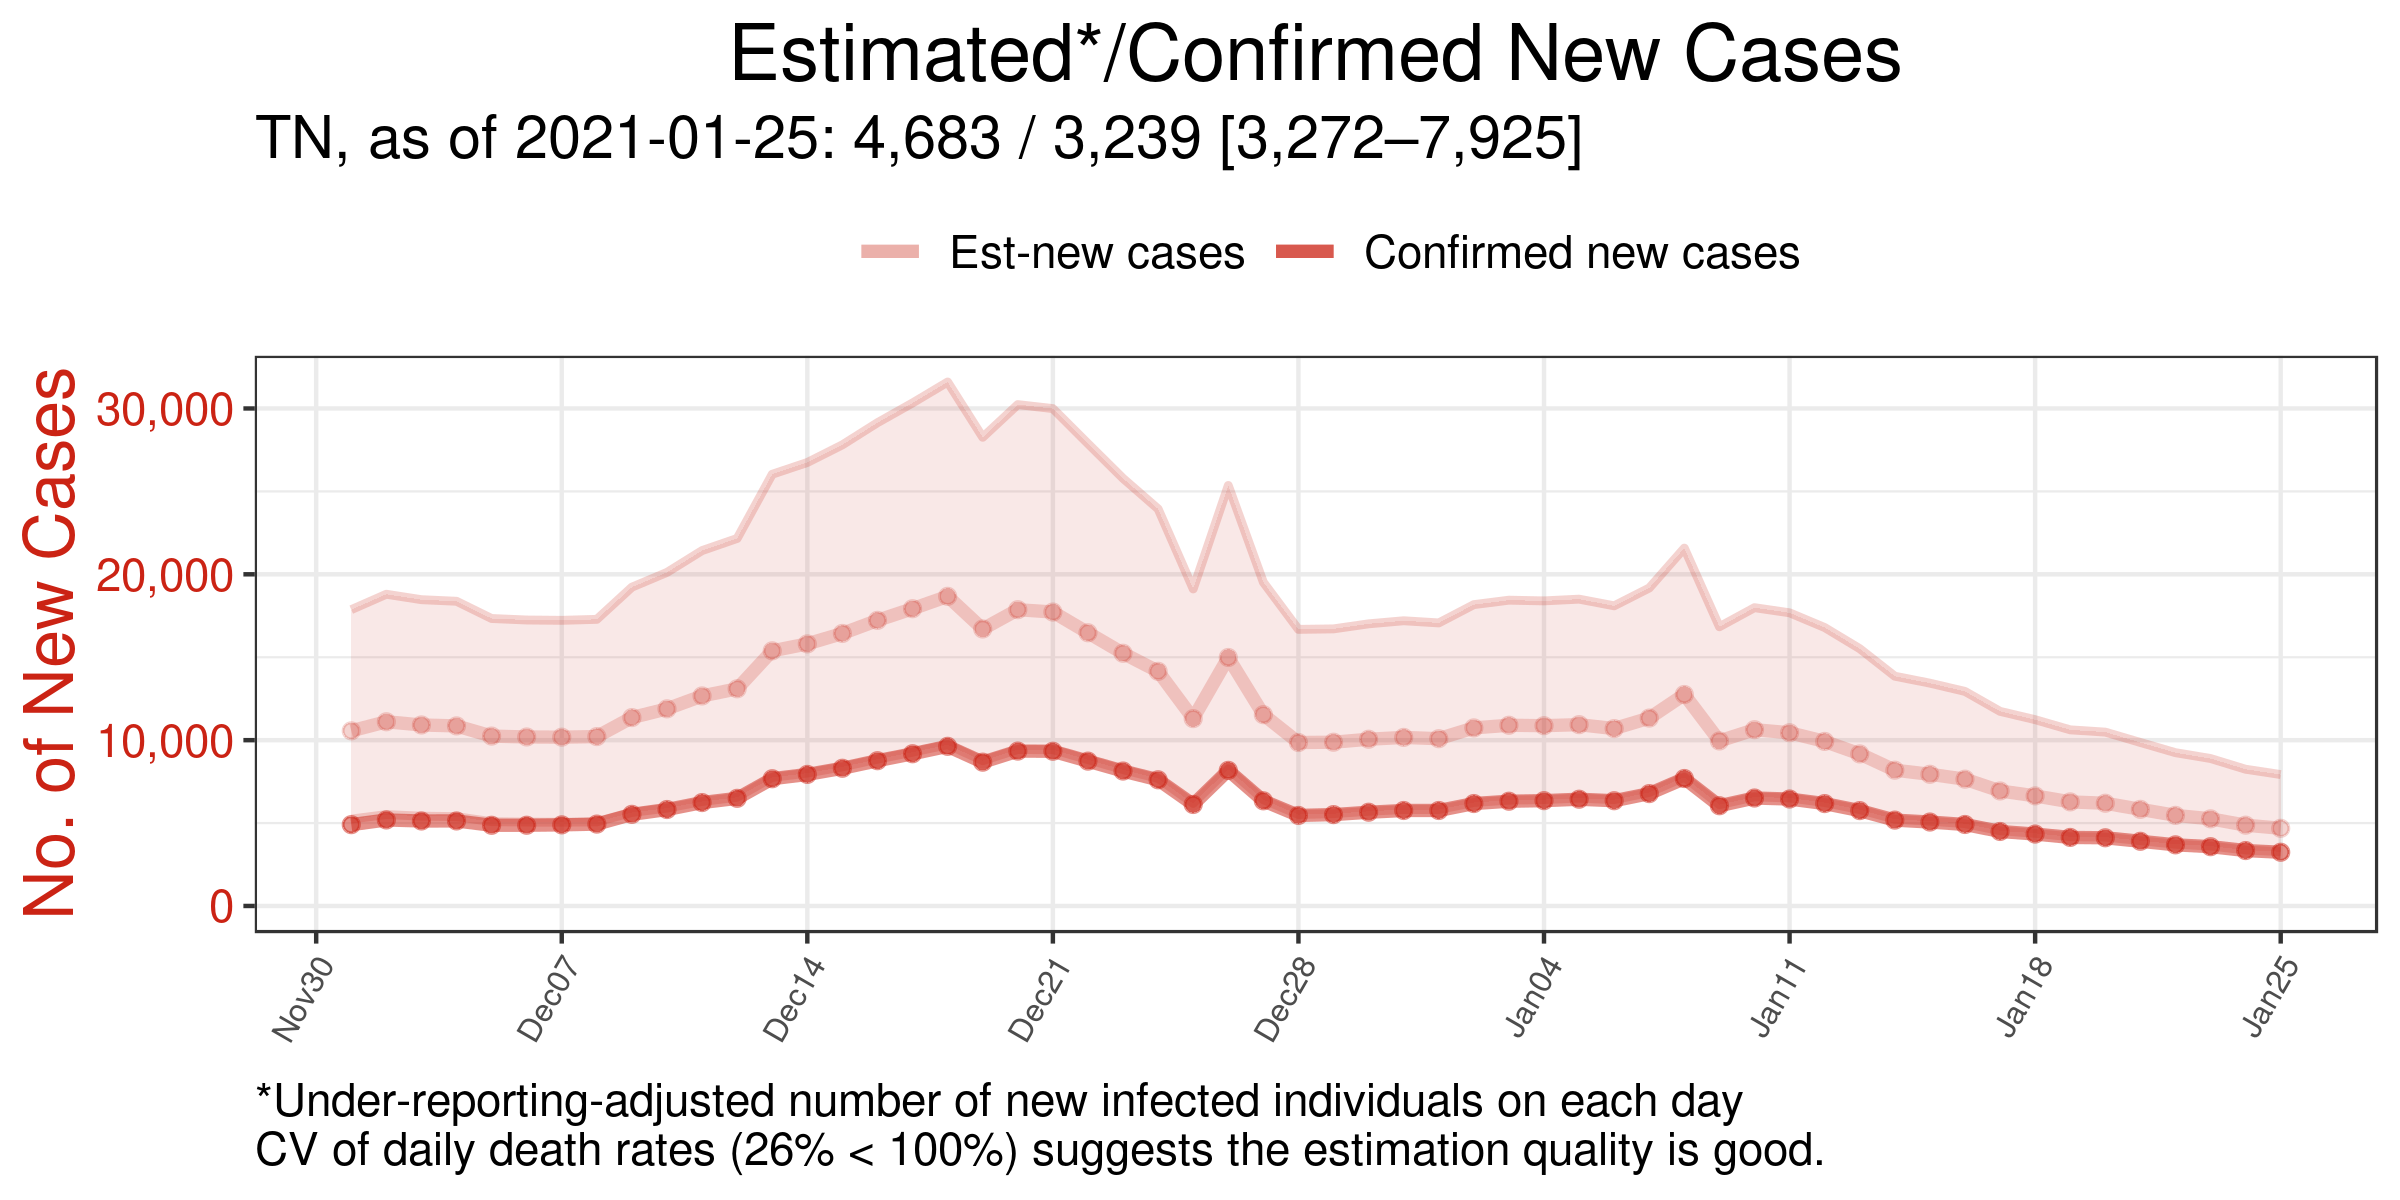 Estimated*/Confirmed New Cases
TN, as of 2021-01-25: 4,683 / 3,239 [3,272–7,925]
Est-new cases
Confirmed new cases
No. of New Cases
30,000
20,000
10,000
0
Nov30
Dec07
Dec14
Dec21
Dec28
Jan04
Jan11
Jan18
Jan25
*Under-reporting-adjusted number of new infected individuals on each day
CV of daily death rates (26% < 100%) suggests the estimation quality is good.